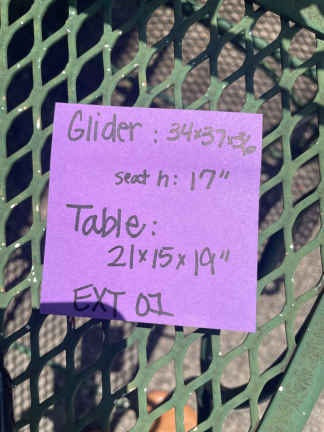 Glider: 34x37x36
seat h: 17"
Table:
21x15x19"
EXT 01